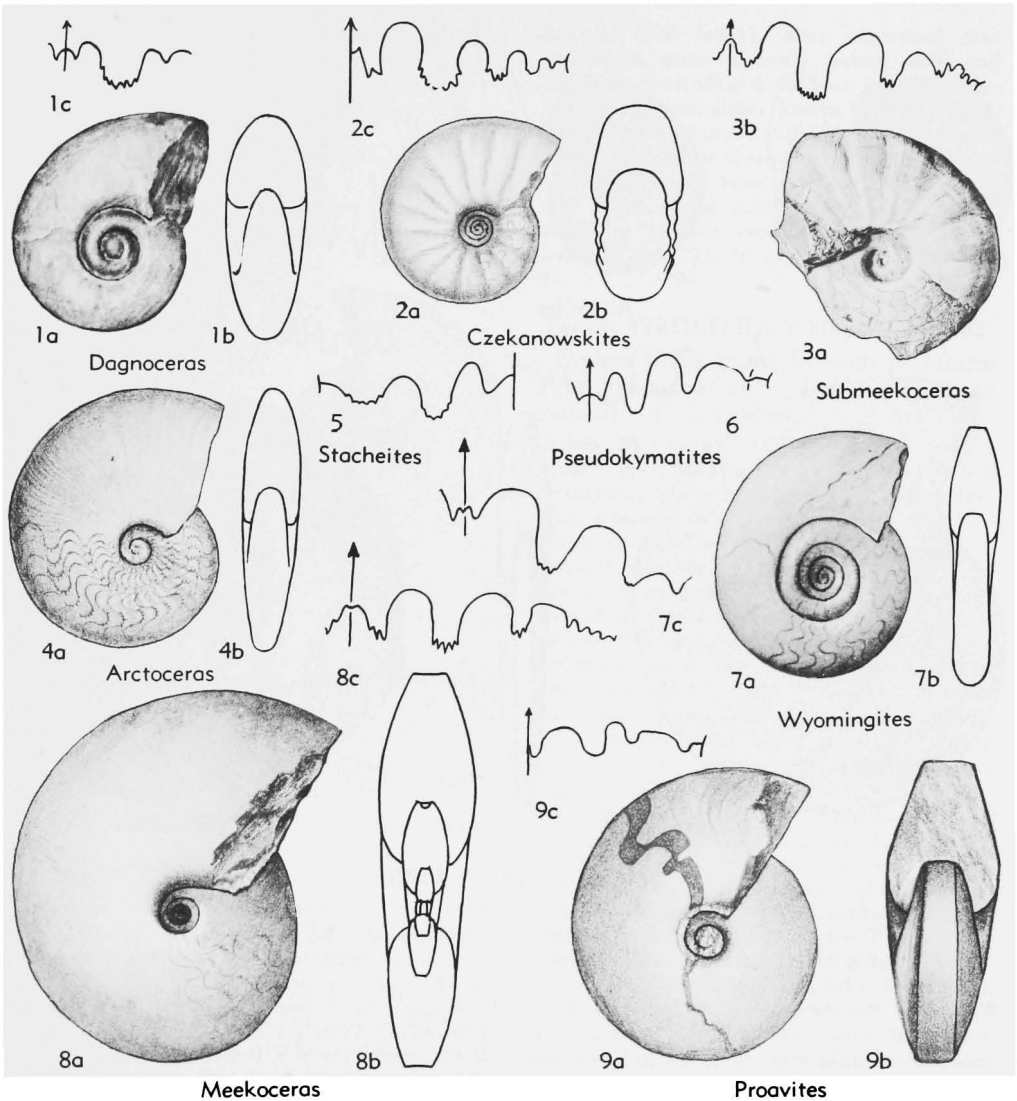 1c
2c
3b
1a
1b
2a
2b
3a
Dagnoceras
Czekanowskites
Submeekoceras
5
6
Stacheites
Pseudokymatites
4a
4b
7c
7a
7b
Arctoceras
8c
Wyomingites
9c
8a
8b
9a
9b
Meekoceras
Proavites